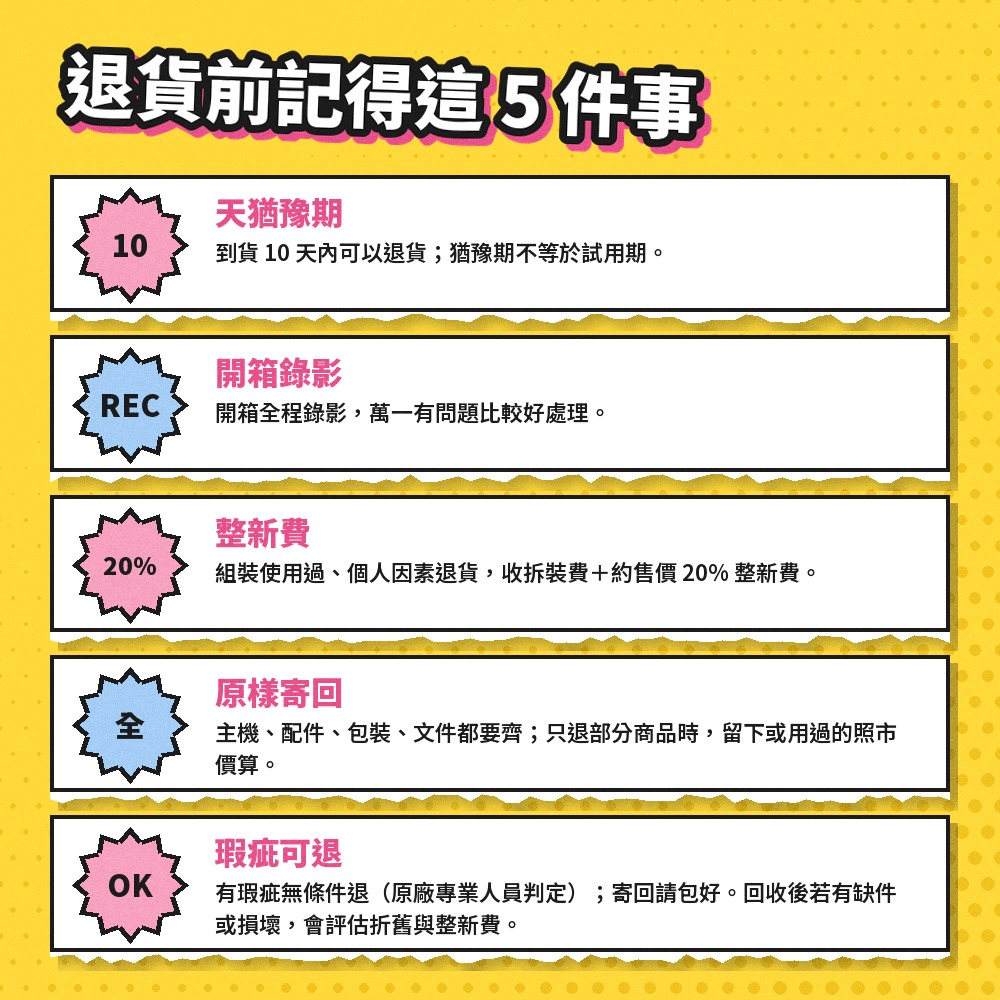 退貨前記得這 5 件事
10
天猶豫期
到貨 10 天內可以退貨；猶豫期不等於試用期。
REC
開箱錄影
開箱全程錄影，萬一有問題比較好處理。
20%
整新費
組裝使用過、個人因素退貨，收拆裝費＋約售價 20% 整新費。
全
原樣寄回
主機、配件、包裝、文件都要齊；只退部分商品時，留下或用過的照市
價算。
OK
瑕疵可退
有瑕疵無條件退（原廠專業人員判定）；寄回請包好。回收後若有缺件
或損壞，會評估折舊與整新費。